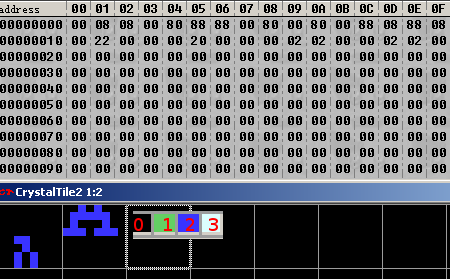 address 00 01 02 03 04 05 06 07 08 09 0A 0B 0C 0D 0E 0F
00000000 00 08 08 00 80 88 88 00 80 00 80 00 88 08 88 08
00000010 00 22 00 00 00 20 00 00 00 02 02 00 00 02 02 00
00000020 00 00 00 00 00 00 00 00 00 00 00 00 00 00 00 00
00000030 00 00 00 00 00 00 00 00 00 00 00 00 00 00 00 00
00000040 00 00 00 00 00 00 00 00 00 00 00 00 00 00 00 00
00000050 00 00 00 00 00 00 00 00 00 00 00 00 00 00 00 00
00000060 00 00 00 00 00 00 00 00 00 00 00 00 00 00 00 00
00000070 00 00 00 00 00 00 00 00 00 00 00 00 00 00 00 00
00000080 00 00 00 00 00 00 00 00 00 00 00 00 00 00 00 00
00000090 00 00 00 00 00 00 00 00 00 00 00 00 00 00 00 00
CrystalTile2 1:2
0 1 2 3